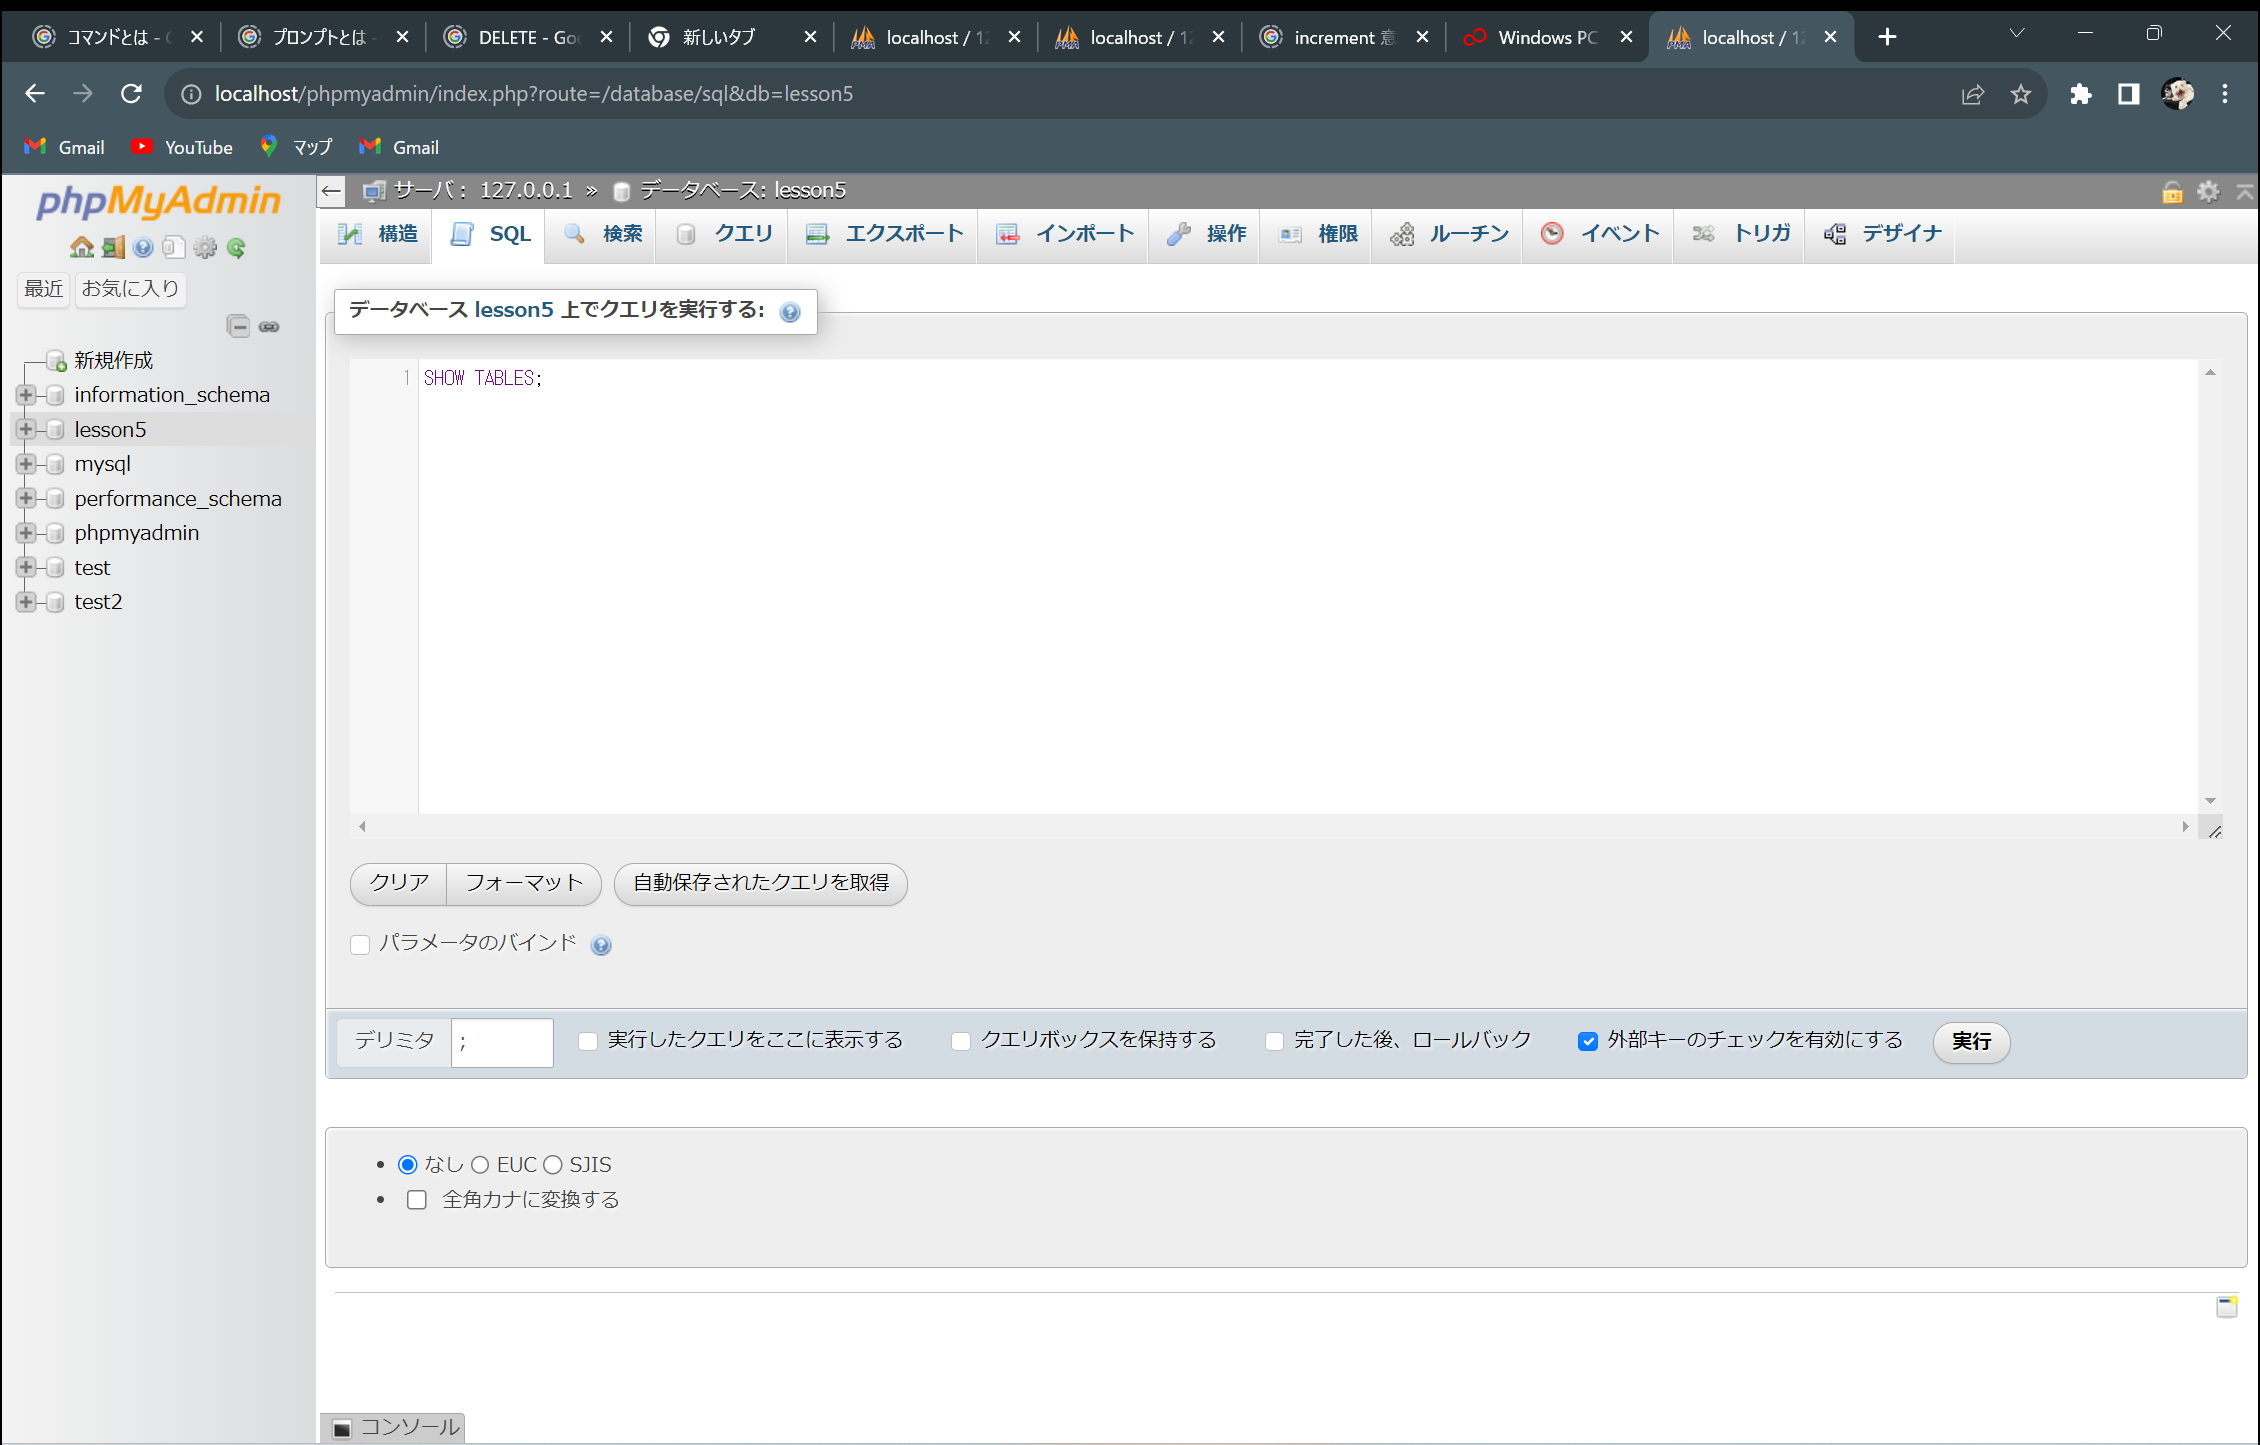 コマンドとは -
プロンプトとは -
DELETE - Goo
新しいタブ
localhost / 12
localhost / 12
increment 意
Windows PC
localhost / 12
localhost/phpmyadmin/index.php?route=/database/sql&db=lesson5
Gmail
YouTube
マップ
Gmail
phpMyAdmin
サーバ： 127.0.0.1 » データベース: lesson5
構造
SQL
検索
クエリ
エクスポート
インポート
操作
権限
ルーチン
イベント
トリガ
デザイナ
最近
お気に入り
新規作成
information_schema
lesson5
mysql
performance_schema
phpmyadmin
test
test2
データベース lesson5 上でクエリを実行する:
1 SHOW TABLES;
クリア
フォーマット
自動保存されたクエリを取得
パラメータのバインド
デリミタ ;
実行したクエリをここに表示する
クエリボックスを保持する
完了した後、ロールバック
外部キーのチェックを有効にする
実行
なし EUC SJIS
全角カナに変換する
コンソール